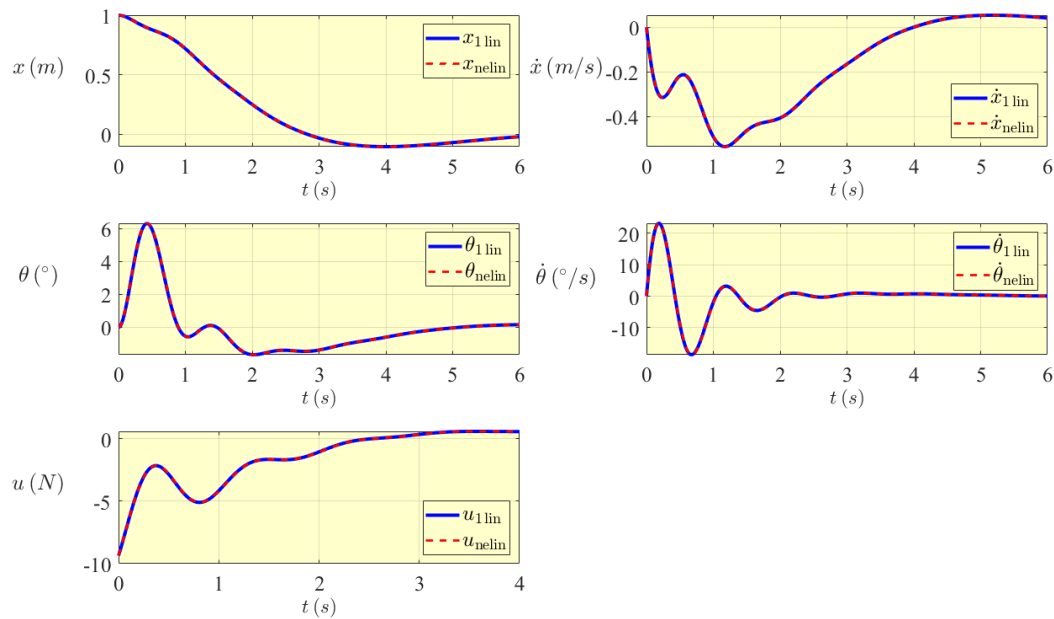 1
0.5
0
x (m)
x₁ lin
xnelin
0 1 2 3 4 5 6
t (s)
0
-0.2
-0.4
ẋ (m/s)
ẋ₁ lin
ẋnelin
0 1 2 3 4 5 6
t (s)
6
4
2
0
θ (°)
θ₁ lin
θnelin
0 1 2 3 4 5 6
t (s)
20
10
0
-10
θ̇ (°/s)
θ̇₁ lin
θ̇nelin
0 1 2 3 4 5 6
t (s)
0
-5
-10
u (N)
u₁ lin
unelin
0 1 2 3 4
t (s)